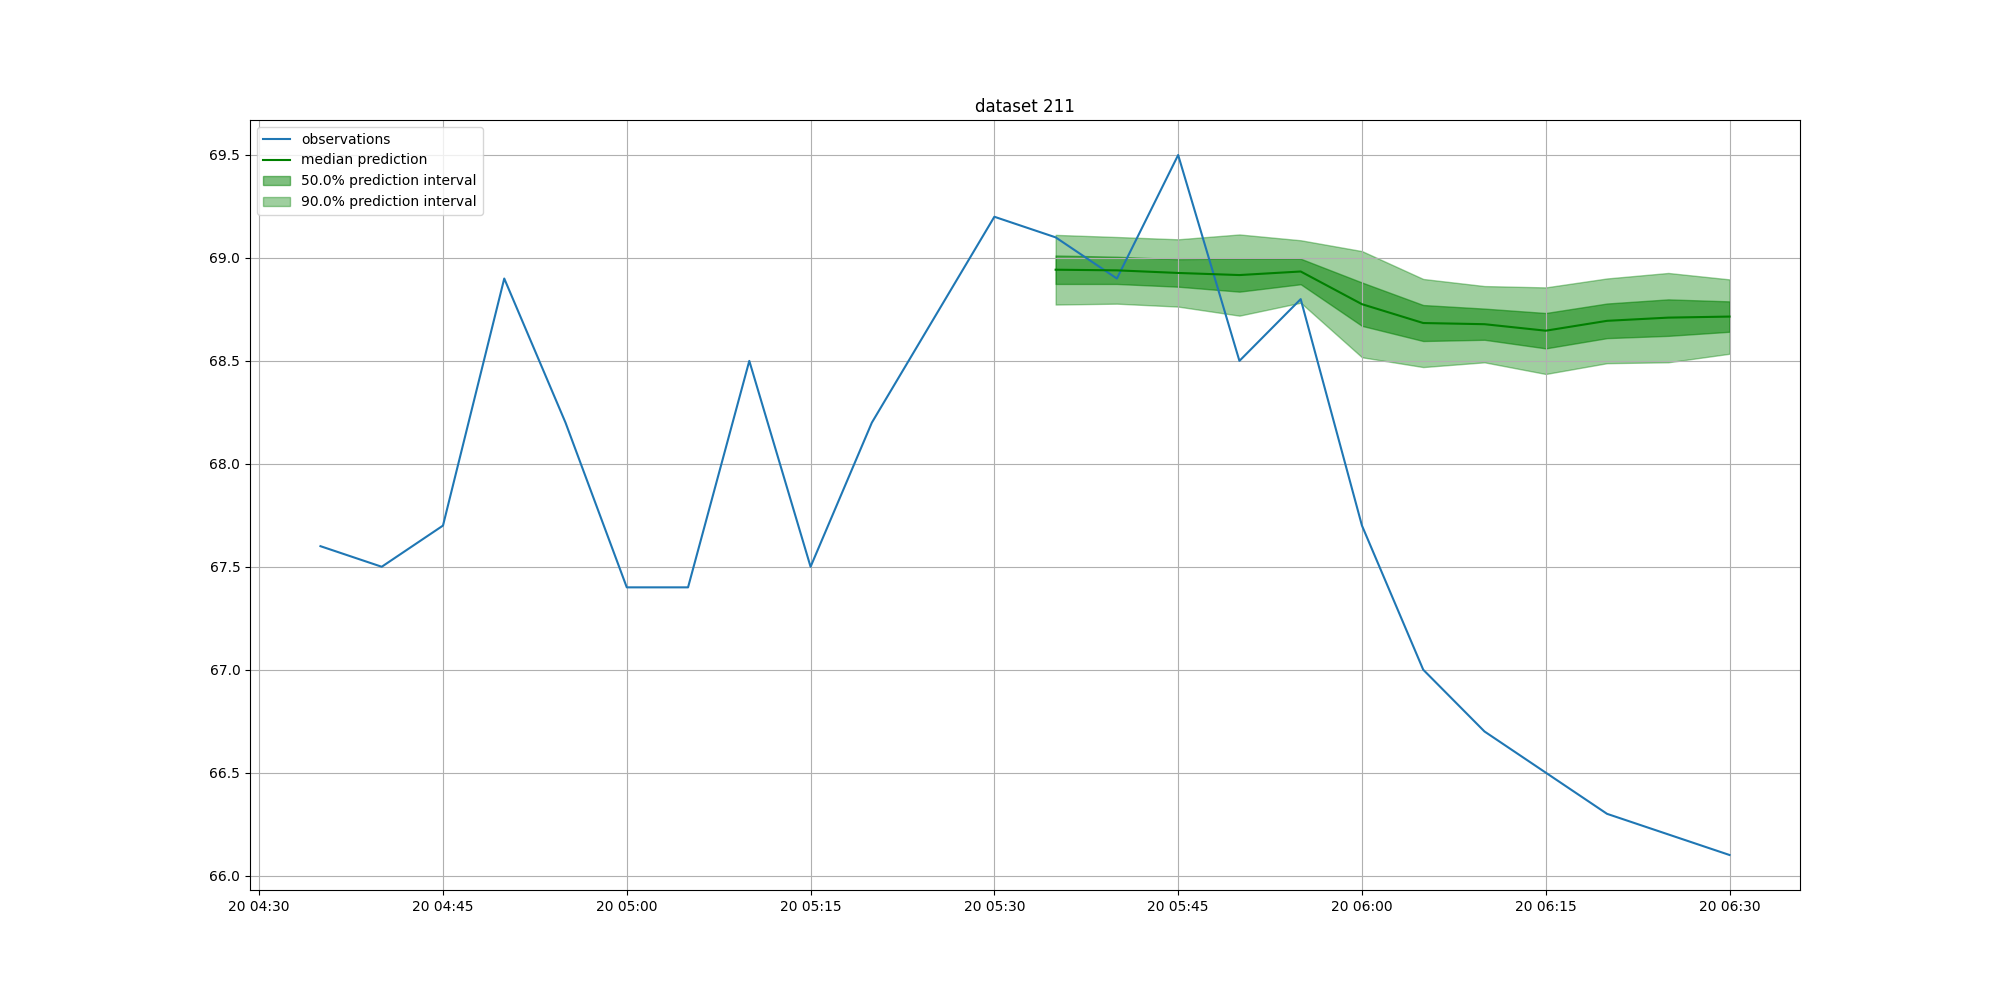 dataset 211
observations
median prediction
50.0% prediction interval
90.0% prediction interval
69.5
69.0
68.5
68.0
67.5
67.0
66.5
66.0
20 04:30 20 04:45 20 05:00 20 05:15 20 05:30 20 05:45 20 06:00 20 06:15 20 06:30